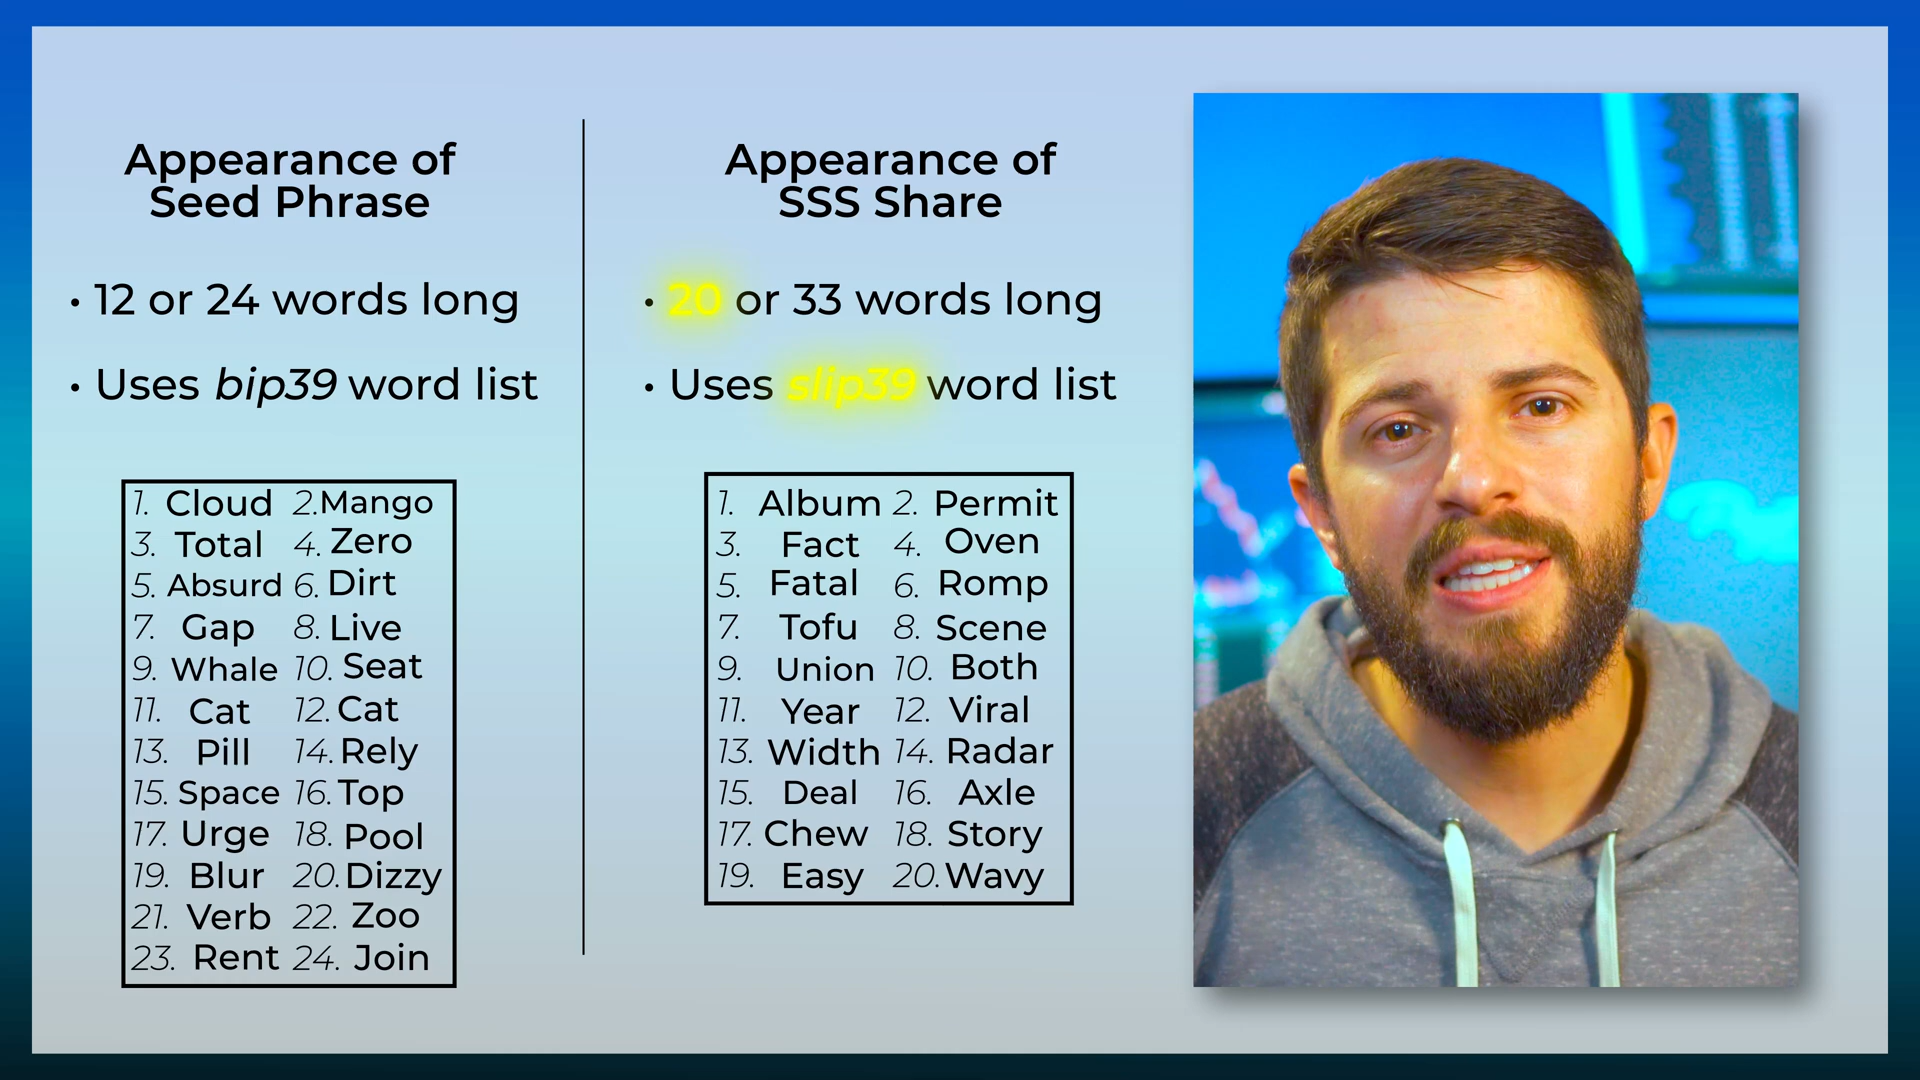 Appearance of
Seed Phrase
• 12 or 24 words long
• Uses bip39 word list
1. Cloud 2. Mango
3. Total 4. Zero
5. Absurd 6. Dirt
7. Gap 8. Live
9. Whale 10. Seat
11. Cat 12. Cat
13. Pill 14. Rely
15. Space 16. Top
17. Urge 18. Pool
19. Blur 20. Dizzy
21. Verb 22. Zoo
23. Rent 24. Join
Appearance of
SSS Share
• 20 or 33 words long
• Uses slip39 word list
1. Album 2. Permit
3. Fact 4. Oven
5. Fatal 6. Romp
7. Tofu 8. Scene
9. Union 10. Both
11. Year 12. Viral
13. Width 14. Radar
15. Deal 16. Axle
17. Chew 18. Story
19. Easy 20. Wavy